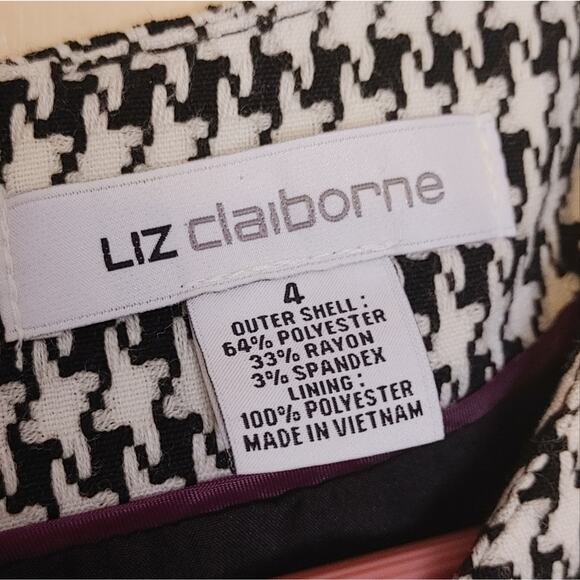 LIZ claiborne
4
OUTER SHELL:
64% POLYESTER
33% RAYON
3% SPANDEX
LINING:
100% POLYESTER
MADE IN VIETNAM